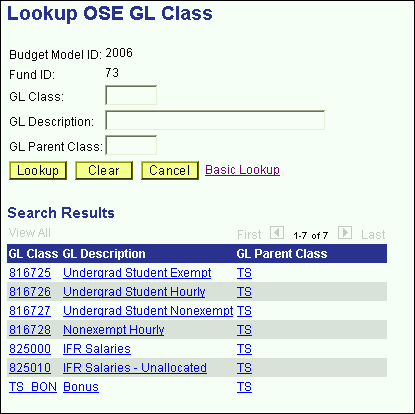 Lookup OSE GL Class
Budget Model ID: 2006
Fund ID: 73
GL Class:
GL Description:
GL Parent Class:
Lookup Clear Cancel Basic Lookup
Search Results
View All First 1-7 of 7 Last
GL Class GL Description GL Parent Class
816725 Undergrad Student Exempt TS
816726 Undergrad Student Hourly TS
816727 Undergrad Student Nonexempt TS
816728 Nonexempt Hourly TS
825000 IFR Salaries TS
825010 IFR Salaries - Unallocated TS
TS_BON Bonus TS